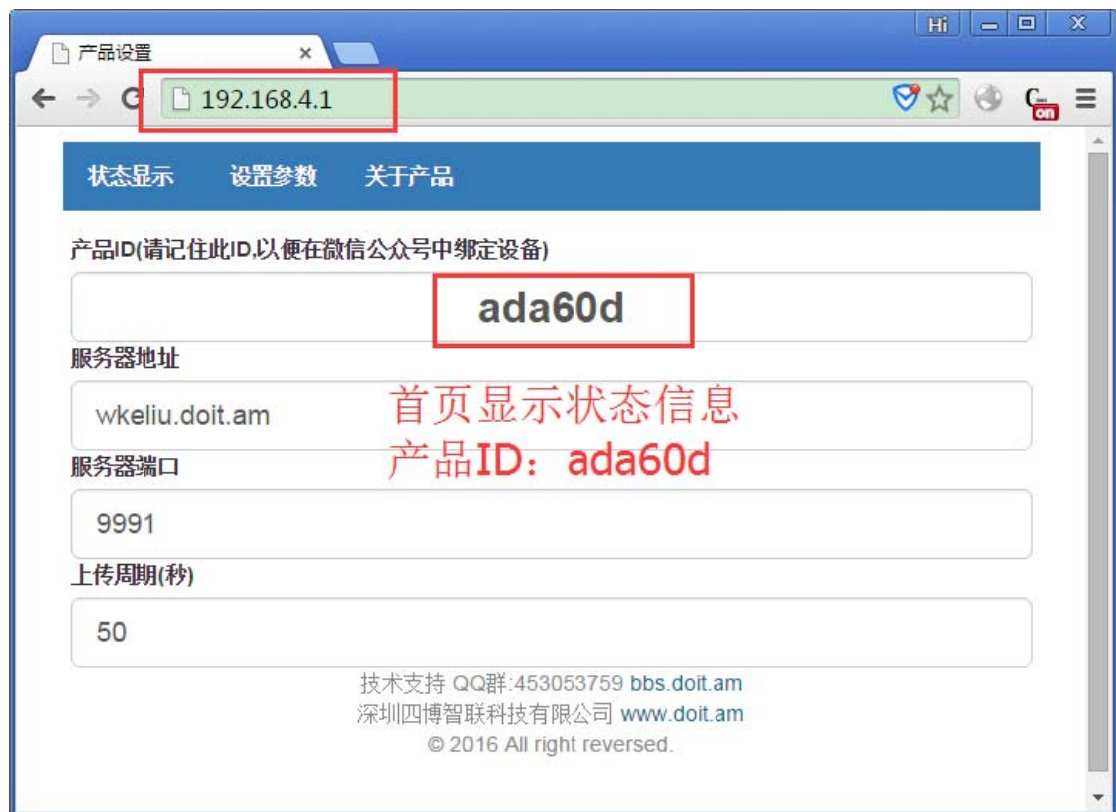 Hi
产品设置
192.168.4.1
on
状态显示 设置参数 关于产品
产品ID(请记住此ID,以便在微信公众号中绑定设备)
ada60d
服务器地址
wkeliu.doit.am
首页显示状态信息
产品ID：ada60d
服务器端口
9991
上传周期(秒)
50
技术支持 QQ群:453053759 bbs.doit.am
深圳四博智联科技有限公司 www.doit.am
© 2016 All right reversed.